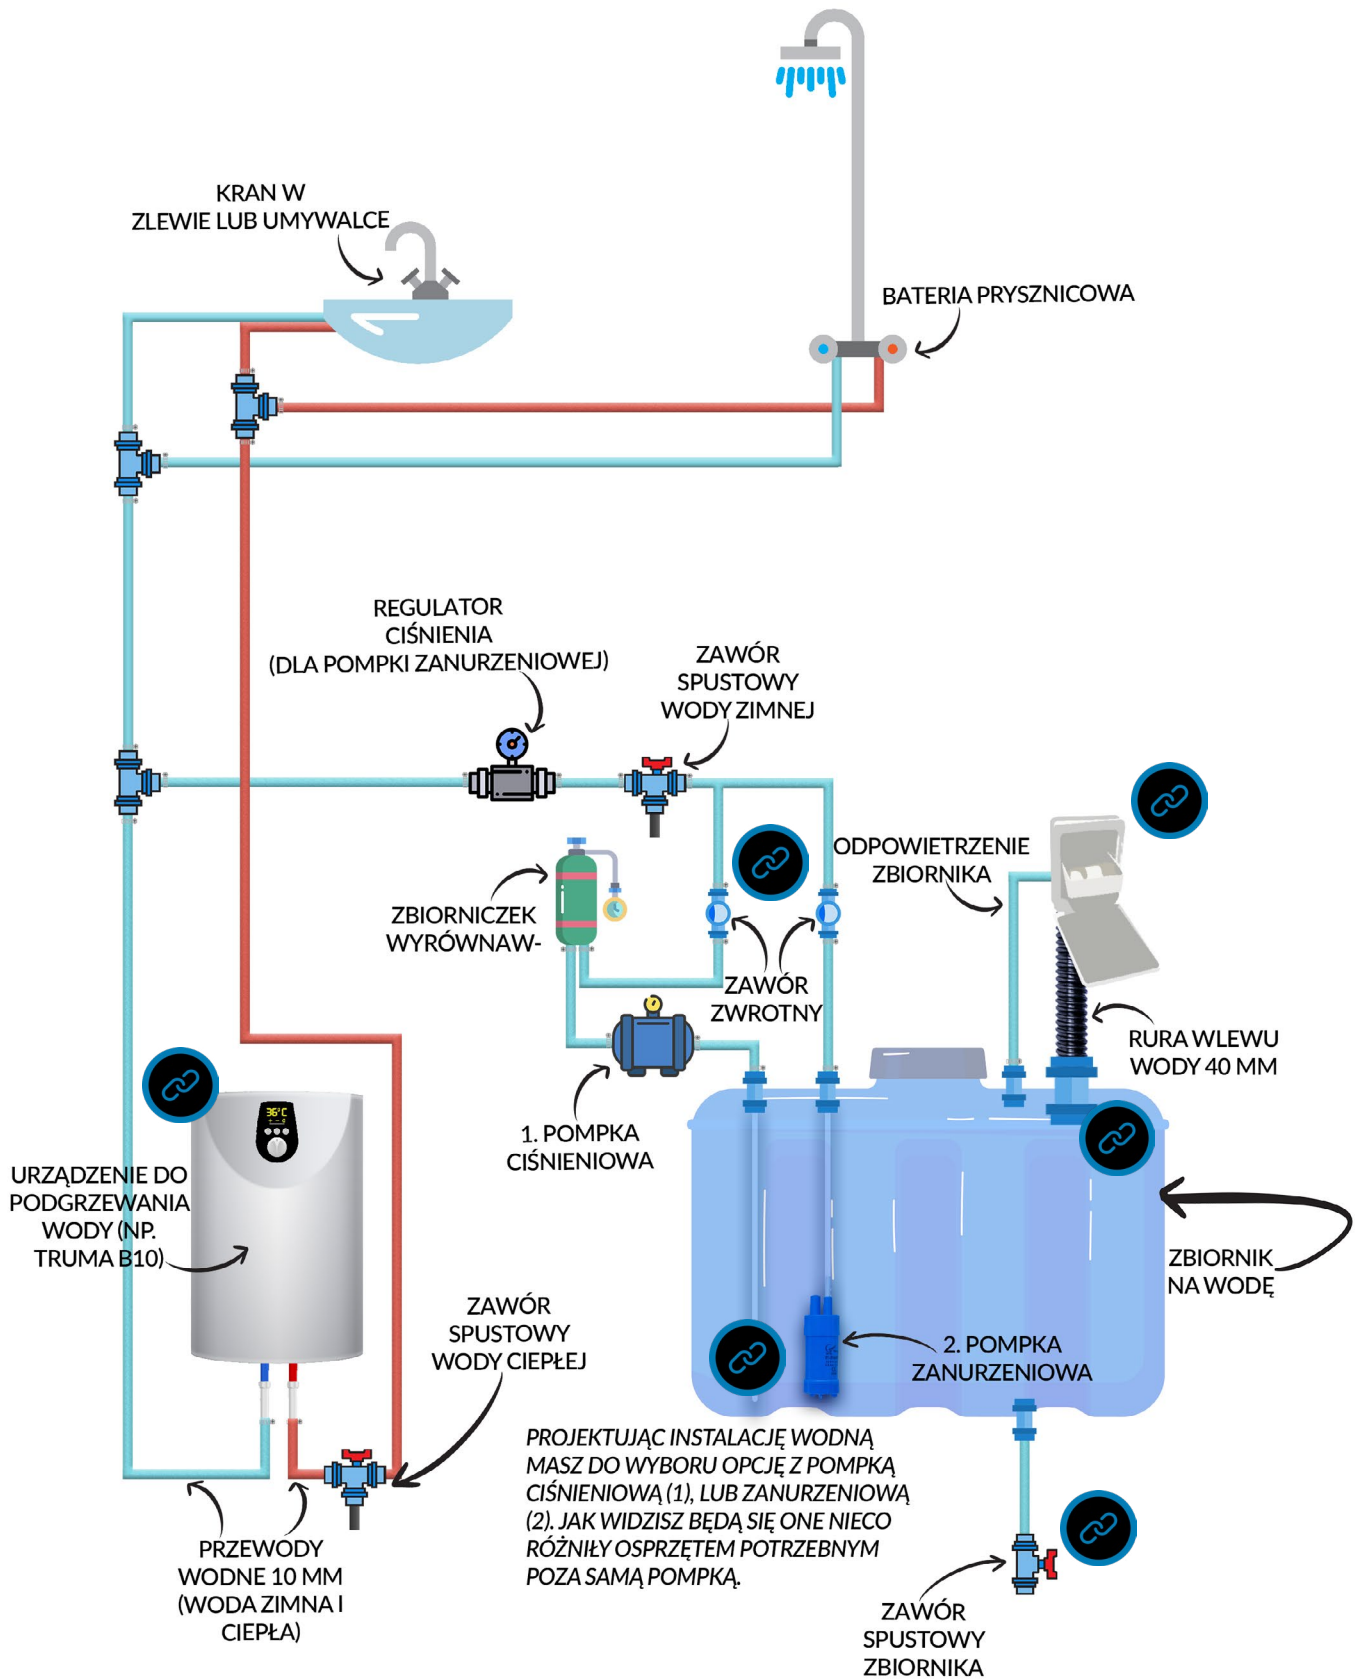 KRAN W
ZLEWIE LUB UMYWALCE
BATERIA PRYSZNICOWA
REGULATOR
CIŚNIENIA
(DLA POMPKI ZANURZENIOWEJ)
ZAWÓR
SPUSTOWY
WODY ZIMNEJ
ODPOWIETRZENIE
ZBIORNIKA
ZBIORNICZEK
WYRÓWNAW-
ZAWÓR
ZWROTNY
RURA WLEWU
WODY 40 MM
36°C
1. POMPKA
CIŚNIENIOWA
URZĄDZENIE DO
PODGRZEWANIA
WODY (NP.
TRUMA B10)
ZBIORNIK
NA WODĘ
ZAWÓR
SPUSTOWY
WODY CIEPŁEJ
2. POMPKA
ZANURZENIOWA
PROJEKTUJĄC INSTALACJĘ WODNĄ
MASZ DO WYBORU OPCJĘ Z POMPKĄ
CIŚNIENIOWĄ (1), LUB ZANURZENIOWĄ
(2). JAK WIDZISZ BĘDĄ SIĘ ONE NIECO
RÓŻNIŁY OSPRZĘTEM POTRZEBNYM
POZA SAMĄ POMPKĄ.
PRZEWODY
WODNE 10 MM
(WODA ZIMNA I
CIEPŁA)
ZAWÓR
SPUSTOWY
ZBIORNIKA